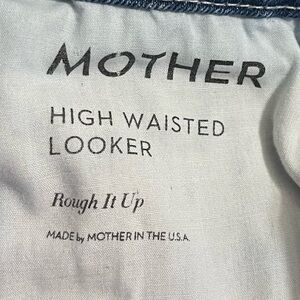 MOTHER
HIGH WAISTED
LOOKER
Rough It Up
MADE by MOTHER IN THE U.S.A.